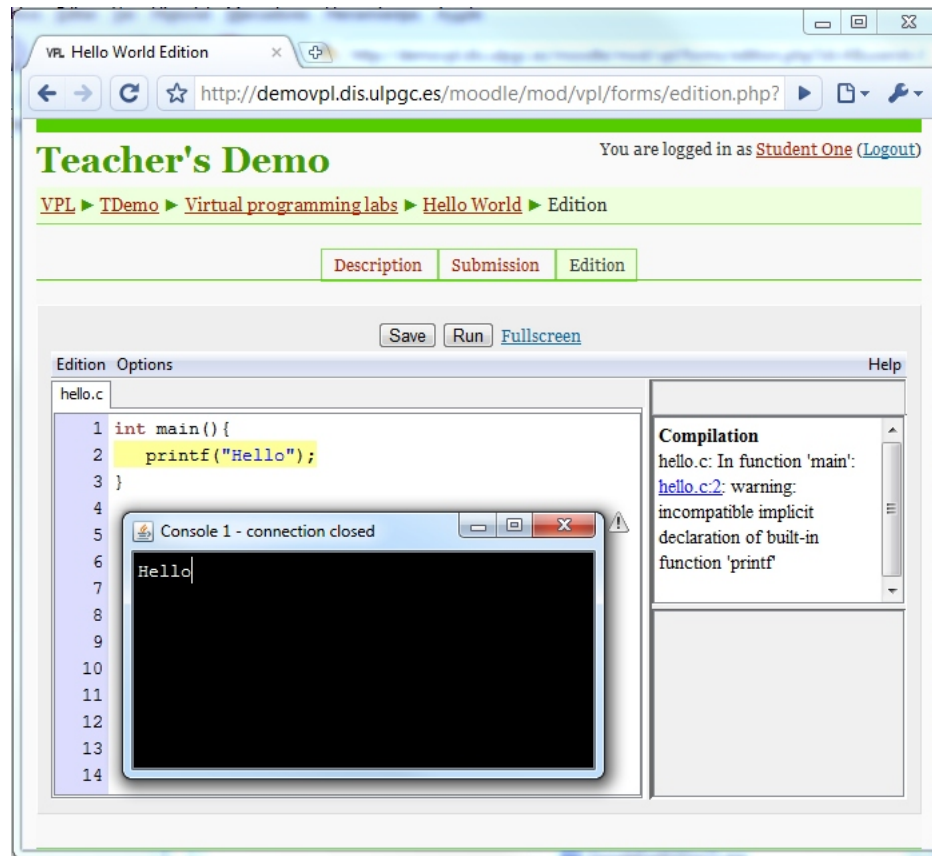 VPL Hello World Edition
http://demovpl.dis.ulpgc.es/moodle/mod/vpl/forms/edition.php?
Teacher's Demo
You are logged in as Student One (Logout)
VPL ► TDemo ► Virtual programming labs ► Hello World ► Edition
Description Submission Edition
Save Run Fullscreen
Edition Options Help
hello.c
1 int main(){
2 printf("Hello");
3 }
4
5
6
7
8
9
10
11
12
13
14
Console 1 - connection closed
Hello
Compilation
hello.c: In function 'main':
hello.c:2: warning:
incompatible implicit
declaration of built-in
function 'printf'